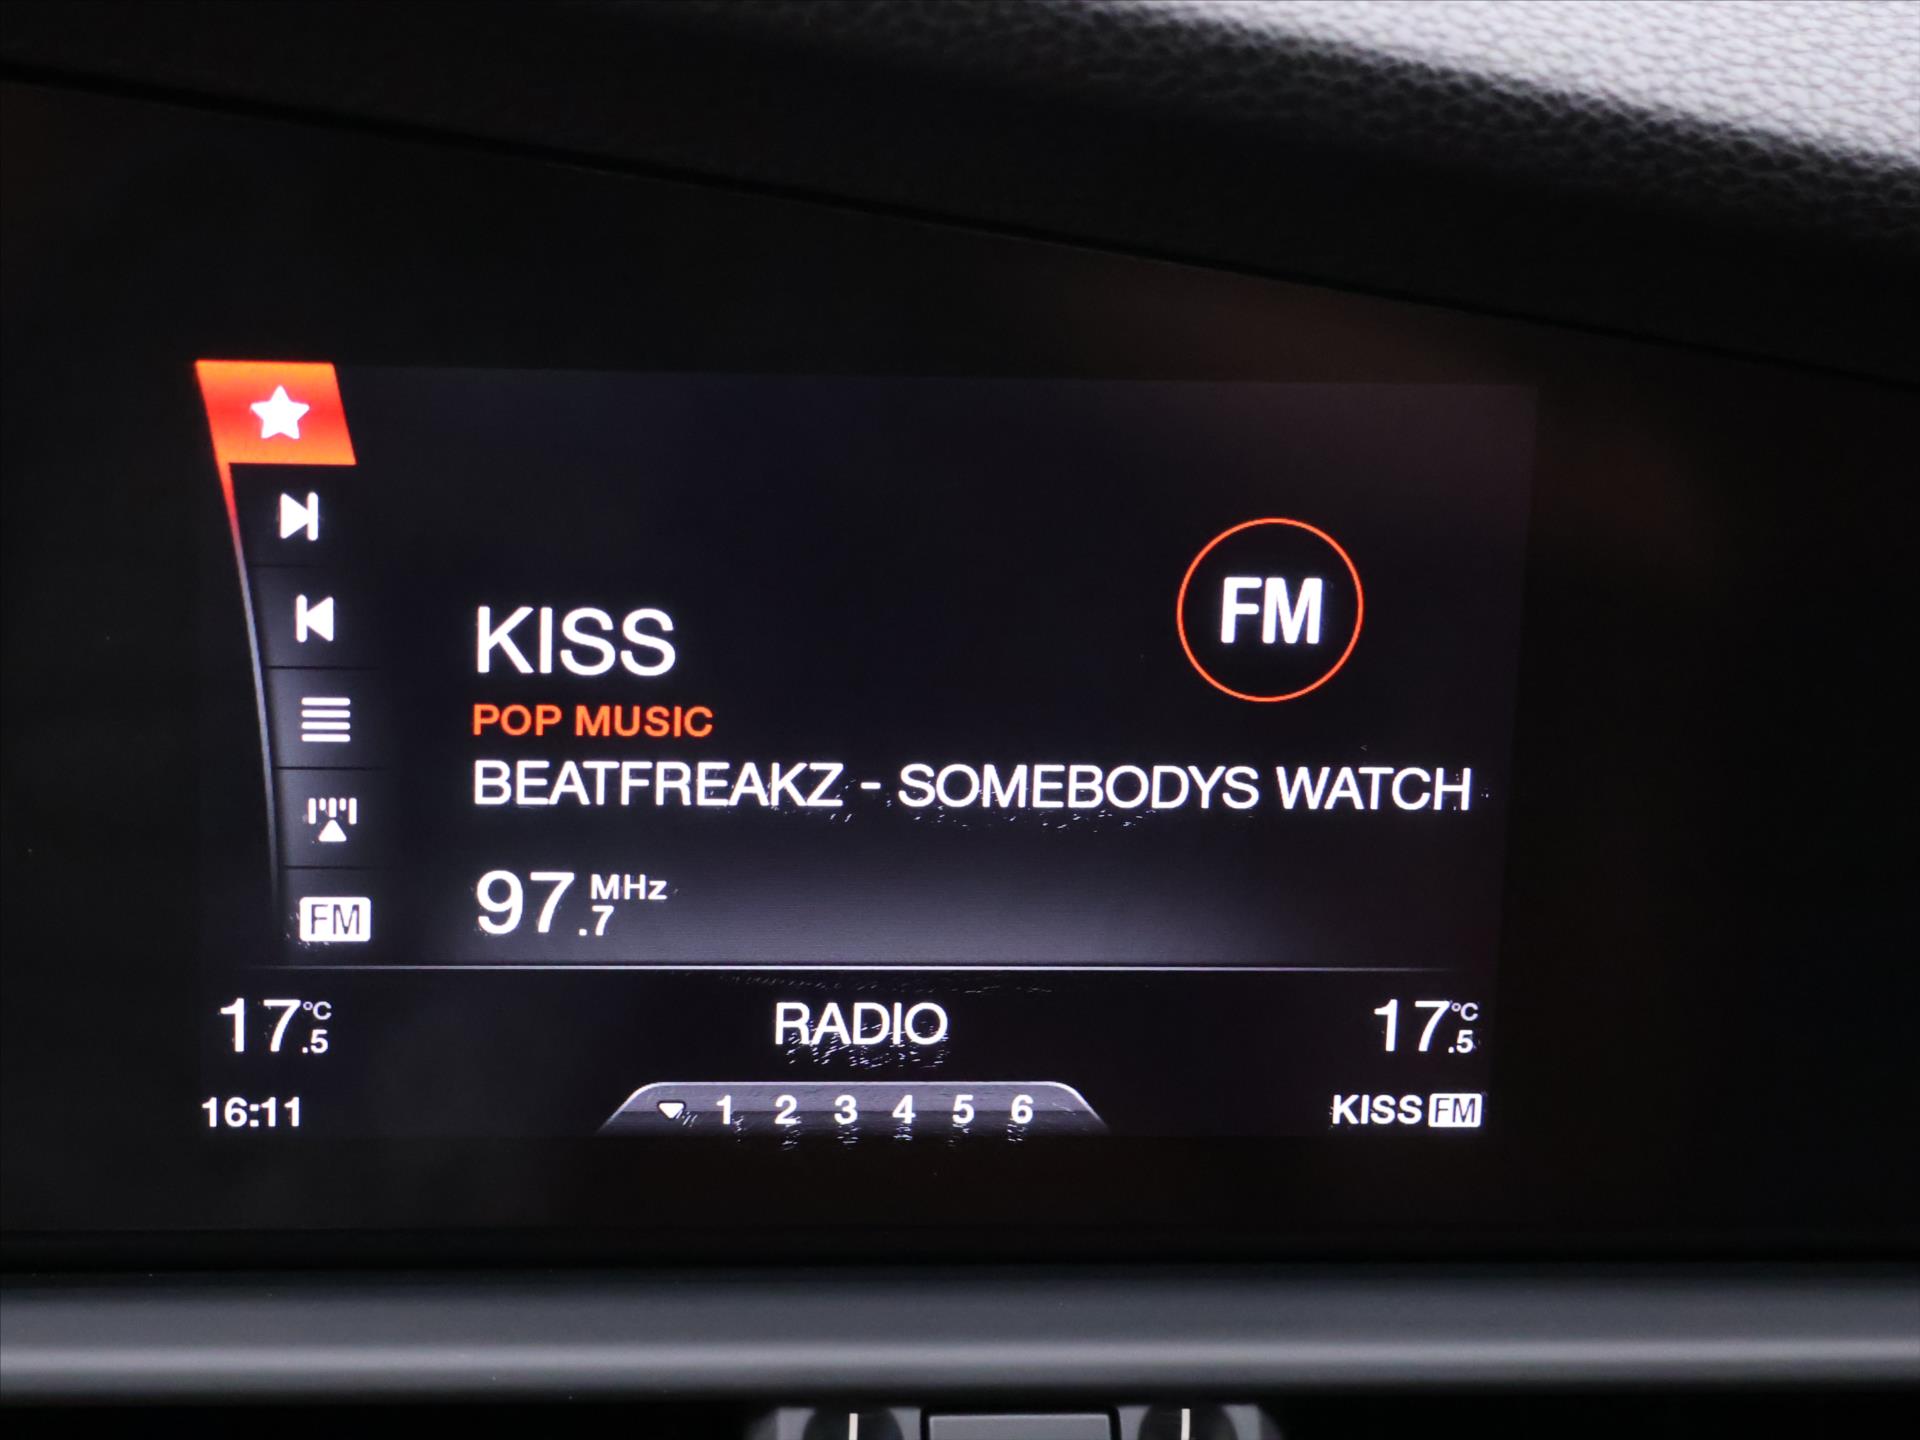 FM
KISS
POP MUSIC
BEATFREAKZ - SOMEBODYS WATCH
97.7 MHz
FM
17.5 °C
RADIO
17.5 °C
16:11
1 2 3 4 5 6
KISS FM